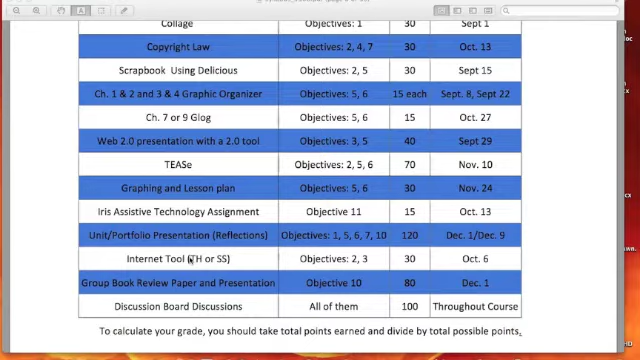 Collage Objectives: 1 30 Sept 1
Copyright Law Objectives: 2, 4, 7 30 Oct. 13
Scrapbook Using Delicious Objectives: 2, 5 30 Sept 15
Ch. 1 & 2 and 3 & 4 Graphic Organizer Objectives: 5, 6 15 each Sept. 8, Sept 22
Ch. 7 or 9 Glog Objectives: 5, 6 15 Oct. 27
Web 2.0 presentation with a 2.0 tool Objectives: 3, 5 40 Sept 29
TEASe Objectives: 2, 5, 6 70 Nov. 10
Graphing and Lesson plan Objectives: 5, 6 30 Nov. 24
Iris Assistive Technology Assignment Objective 11 15 Oct. 13
Unit/Portfolio Presentation (Reflections) Objectives: 1, 5, 6, 7, 10 120 Dec. 1/Dec. 9
Internet Tool (TH or SS) Objectives: 2, 3 30 Oct. 6
Group Book Review Paper and Presentation Objective 10 80 Dec. 1
Discussion Board Discussions All of them 100 Throughout Course
To calculate your grade, you should take total points earned and divide by total possible points.